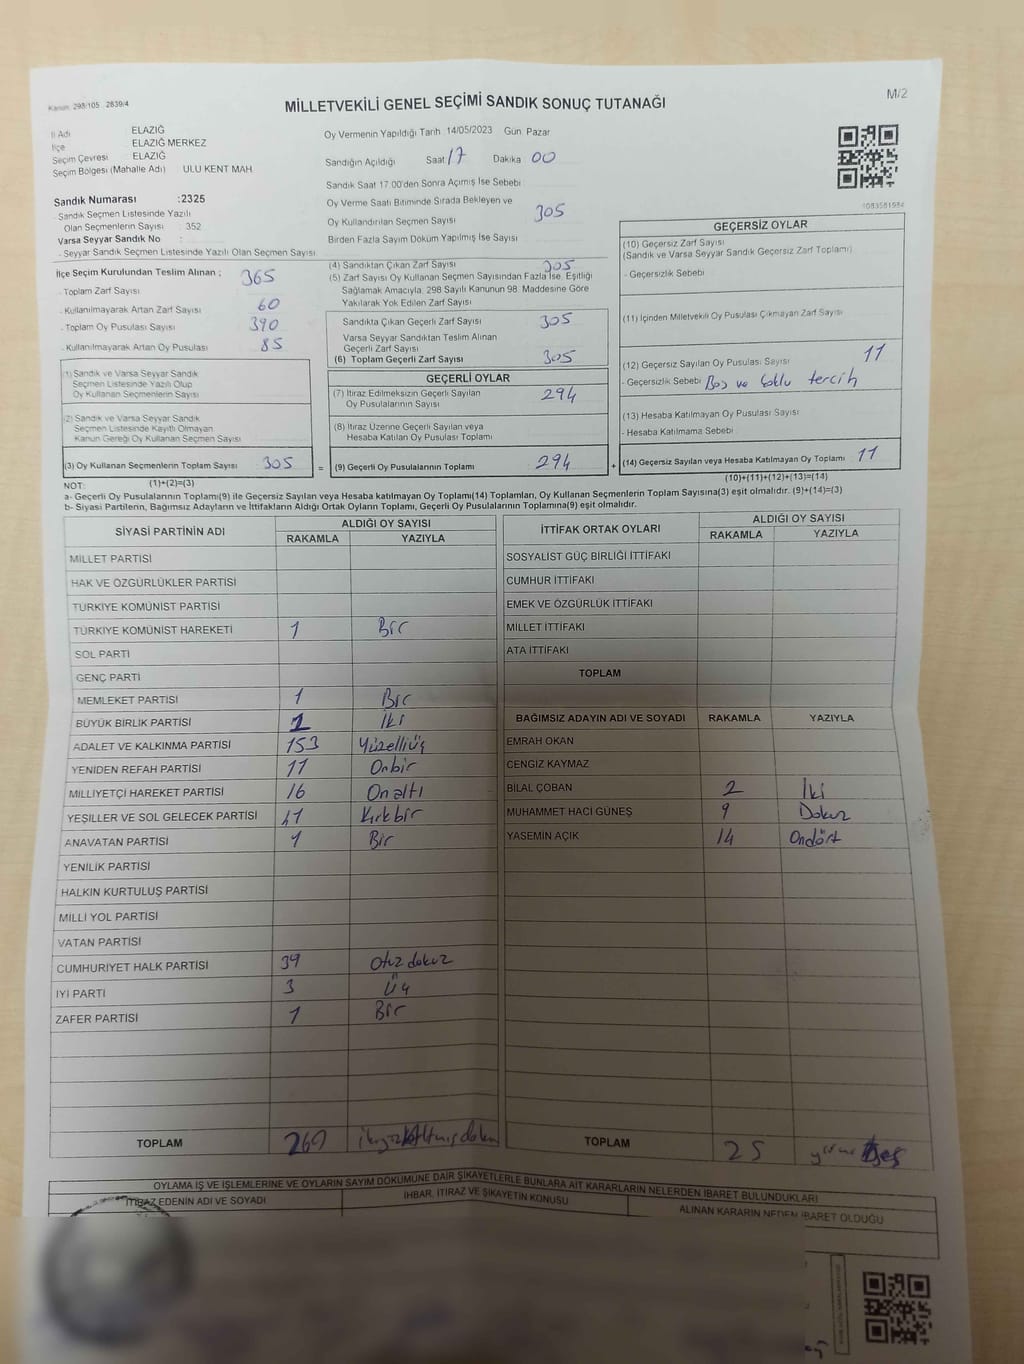 Kanun: 298/105 2839/4
MİLLETVEKİLİ GENEL SEÇİMİ SANDIK SONUÇ TUTANAĞI
M/2
İl Adı ELAZIĞ
İlçe ELAZIĞ MERKEZ
Seçim Çevresi ELAZIĞ
Seçim Bölgesi (Mahalle Adı) ULU KENT MAH.
Sandık Numarası :2325
- Sandık Seçmen Listesinde Yazılı
Olan Seçmenlerin Sayısı : 352
Varsa Seyyar Sandık No :
- Seyyar Sandık Seçmen Listesinde Yazılı Olan Seçmen Sayısı
Oy Vermenin Yapıldığı Tarih 14/05/2023 Gün Pazar
Sandığın Açıldığı Saat 17 Dakika 00
Sandık Saat 17.00'den Sonra Açılmış İse Sebebi
Oy Verme Saati Bitiminde Sırada Bekleyen ve
Oy Kullandırılan Seçmen Sayısı 305
Birden Fazla Sayım Döküm Yapılmış İse Sayısı
1083581984
İlçe Seçim Kurulundan Teslim Alınan ;
- Toplam Zarf Sayısı 365
- Kullanılmayarak Artan Zarf Sayısı 60
- Toplam Oy Pusulası Sayısı 390
- Kullanılmayarak Artan Oy Pusulası 85
(1) Sandık ve Varsa Seyyar Sandık
Seçmen Listesinde Yazılı Olup
Oy Kullanan Seçmenlerin Sayısı
(2) Sandık ve Varsa Seyyar Sandık
Seçmen Listesinde Kayıtlı Olmayan
Kanun Gereği Oy Kullanan Seçmen Sayısı
(3) Oy Kullanan Seçmenlerin Toplam Sayısı 305
(4) Sandıktan Çıkan Zarf Sayısı 305
(5) Zarf Sayısı Oy Kullanan Seçmen Sayısından Fazla İse, Eşitliği
Sağlamak Amacıyla, 298 Sayılı Kanunun 98. Maddesine Göre
Yakılarak Yok Edilen Zarf Sayısı
Sandıkta Çıkan Geçerli Zarf Sayısı 305
Varsa Seyyar Sandıktan Teslim Alınan
Geçerli Zarf Sayısı
(6) Toplam Geçerli Zarf Sayısı 305
GEÇERLİ OYLAR
(7) İtiraz Edilmeksizin Geçerli Sayılan
Oy Pusulalarının Sayısı 294
(8) İtiraz Üzerine Geçerli Sayılan veya
Hesaba Katılan Oy Pusulası Toplamı
= (9) Geçerli Oy Pusulalarının Toplamı 294
GEÇERSİZ OYLAR
(10) Geçersiz Zarf Sayısı
(Sandık ve Varsa Seyyar Sandık Geçersiz Zarf Toplamı)
- Geçersizlik Sebebi
(11) İçinden Milletvekili Oy Pusulası Çıkmayan Zarf Sayısı
(12) Geçersiz Sayılan Oy Pusulası Sayısı 11
- Geçersizlik Sebebi Boş ve Çoklu tercih
(13) Hesaba Katılmayan Oy Pusulası Sayısı
- Hesaba Katılmama Sebebi
+ (14) Geçersiz Sayılan veya Hesaba Katılmayan Oy Toplamı 11
NOT: (1)+(2)=(3)
(10)+(11)+(12)+(13)=(14)
a- Geçerli Oy Pusulalarının Toplamı(9) ile Geçersiz Sayılan veya Hesaba katılmayan Oy Toplamı(14) Toplamları, Oy Kullanan Seçmenlerin Toplam Sayısına(3) eşit olmalıdır. (9)+(14)=(3)
b- Siyasi Partilerin, Bağımsız Adayların ve İttifakların Aldığı Ortak Oyların Toplamı, Geçerli Oy Pusulalarının Toplamına(9) eşit olmalıdır.
SİYASİ PARTİNİN ADI ALDIĞI OY SAYISI
RAKAMLA YAZIYLA
MİLLET PARTİSİ
HAK VE ÖZGÜRLÜKLER PARTİSİ
TÜRKİYE KOMÜNİST PARTİSİ
TÜRKİYE KOMÜNİST HAREKETİ 1 Bir
SOL PARTİ
GENÇ PARTİ
MEMLEKET PARTİSİ 1 Bir
BÜYÜK BİRLİK PARTİSİ 2 İki
ADALET VE KALKINMA PARTİSİ 153 Yüzelliüç
YENİDEN REFAH PARTİSİ 11 Onbir
MİLLİYETÇİ HAREKET PARTİSİ 16 Onaltı
YEŞİLLER VE SOL GELECEK PARTİSİ 41 Kırkbir
ANAVATAN PARTİSİ 1 Bir
YENİLİK PARTİSİ
HALKIN KURTULUŞ PARTİSİ
MİLLİ YOL PARTİSİ
VATAN PARTİSİ
CUMHURİYET HALK PARTİSİ 39 Otuzdokuz
İYİ PARTİ 3 Üç
ZAFER PARTİSİ 1 Bir
TOPLAM 269
İTTİFAK ORTAK OYLARI ALDIĞI OY SAYISI
RAKAMLA YAZIYLA
SOSYALİST GÜÇ BİRLİĞİ İTTİFAKI
CUMHUR İTTİFAKI
EMEK VE ÖZGÜRLÜK İTTİFAKI
MİLLET İTTİFAKI
ATA İTTİFAKI
TOPLAM
BAĞIMSIZ ADAYIN ADI VE SOYADI RAKAMLA YAZIYLA
EMRAH OKAN
CENGİZ KAYMAZ
BİLAL ÇOBAN 2 İki
MUHAMMET HACI GÜNEŞ 9 Dokuz
YASEMİN AÇIK 14 Ondört
TOPLAM 25 yirmi Beş
OYLAMA İŞ VE İŞLEMLERİNE VE OYLARIN SAYIM DÖKÜMÜNE DAİR ŞİKAYETLERLE BUNLARA AİT KARARLARIN NELERDEN İBARET BULUNDUKLARI
İTİRAZ EDENİN ADI VE SOYADI
İHBAR, İTİRAZ VE ŞİKAYETİN KONUSU
ALINAN KARARIN NEDEN İBARET OLDUĞU